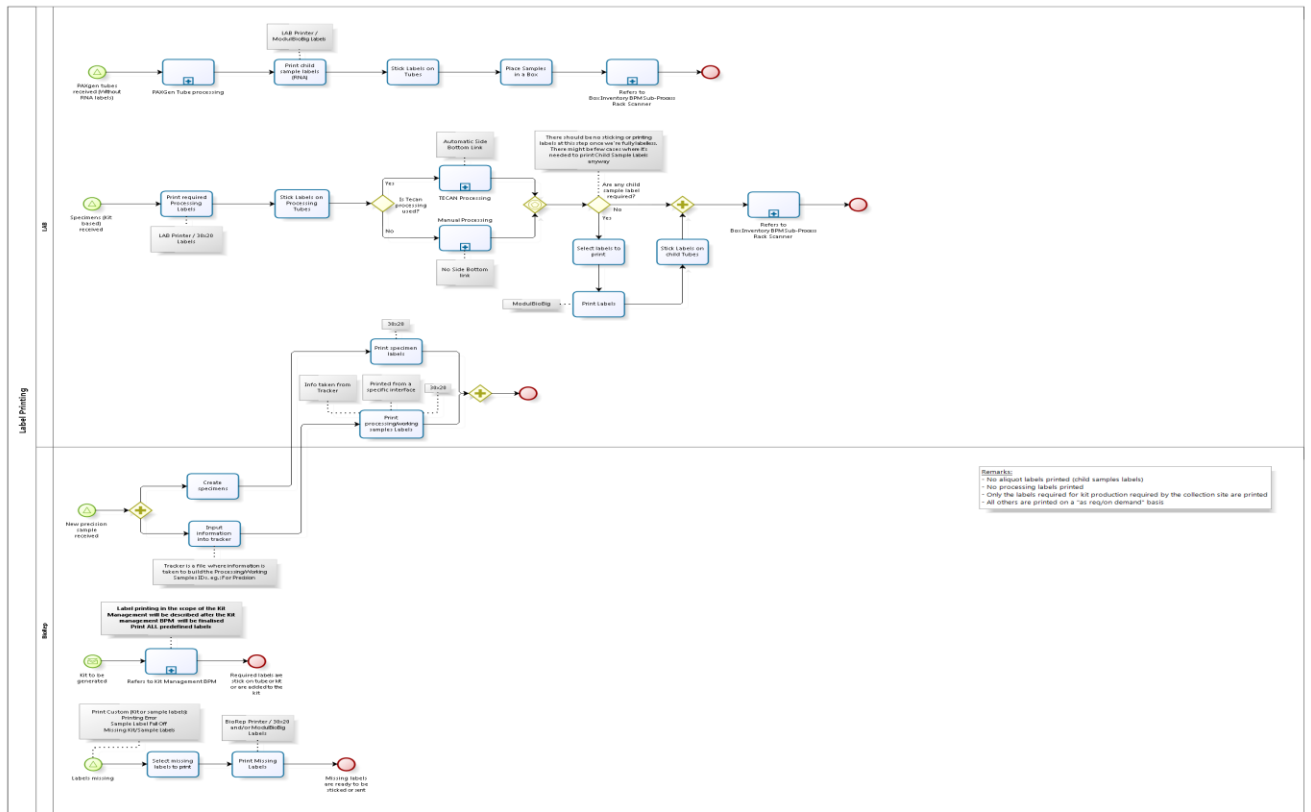 Label Printing
LAB
LAB Printer /
ModulBioBig Labels
PAXgen tubes
received (Without
RNA labels)
PAXGen Tube processing
Print child
sample labels
(RNA)
Stick Labels on
Tubes
Place Samples
in a Box
Refers to
BoxInventory BPM Sub-Process
Rack Scanner
Automatic Side
Bottom Link
There should be no sticking or printing
labels at this step once we're fully labelless.
There might be few cases where it's
needed to print Child Sample Labels
anyway
Specimens (Kit
based) received
Print required
Processing
Labels
LAB Printer / 30x20
Labels
Stick Labels on
Processing
Tubes
Yes
Is Tecan
processing
used?
No
TECAN Processing
Manual Processing
No Side Bottom
link
Are any child
sample label
required?
No
Yes
Select labels to
print
Stick Labels on
child Tubes
ModulBioBig
Print Labels
Refers to
BoxInventory BPM Sub-Process
Rack Scanner
30x20
Print specimen
labels
Info taken from
Tracker
Printed from a
specific interface
30x20
Print
processing/working
samples Labels
BioRep
New precision
sample
received
Create
specimens
Input
information
into tracker
Tracker is a file where information is
taken to build the Processing/Working
Samples IDs. eg.s For Precision
Remarks:
- No aliquot labels printed (child samples labels)
- No processing labels printed
- Only the labels required for kit production required by the collection site are printed
- All others are printed on a "as req/on demand" basis
Label printing in the scope of the Kit
Management will be described after the Kit
management BPM will be finalised
Print ALL predefined labels
Kit to be
generated
Refers to Kit Management BPM
Required labels are
stick on tube or kit
or are added to the
kit
Print Custom (Kit or sample labels):
Printing Error
Sample Label Fall Off
Missing Kit/Sample Labels
BioRep Printer / 30x20
and/or ModulBioBig
Labels
Labels missing
Select missing
labels to print
Print Missing
Labels
Missing labels
are ready to be
sticked or sent